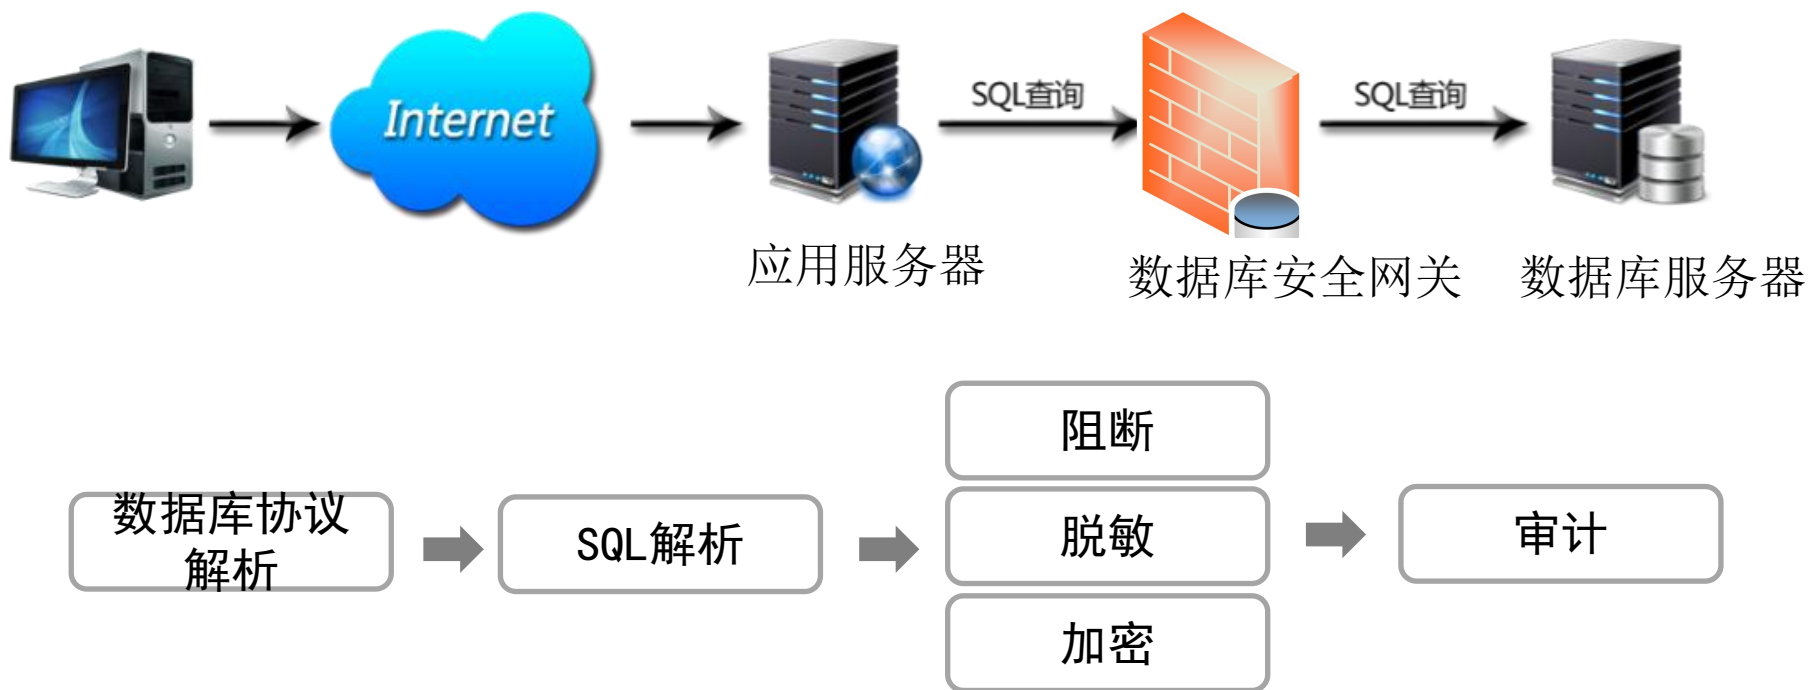 Internet
SQL查询
SQL查询
应用服务器
数据库安全网关
数据库服务器
数据库协议
解析
SQL解析
阻断
脱敏
加密
审计